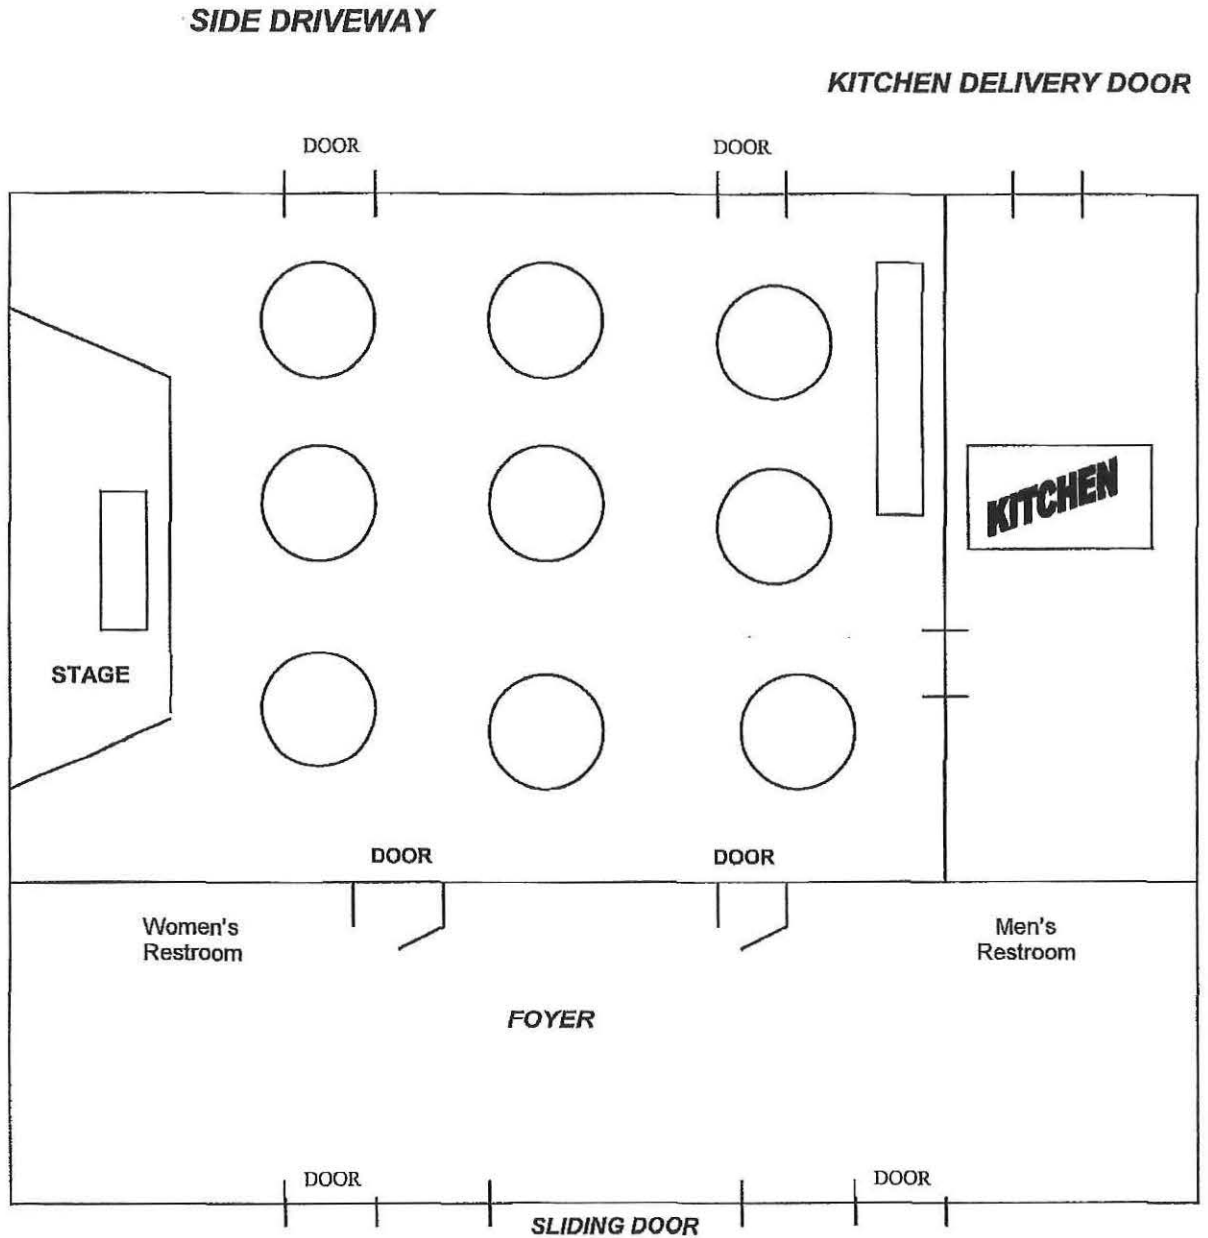 SIDE DRIVEWAY
KITCHEN DELIVERY DOOR
DOOR
DOOR
KITCHEN
STAGE
DOOR
DOOR
Women's
Restroom
Men's
Restroom
FOYER
DOOR
DOOR
SLIDING DOOR